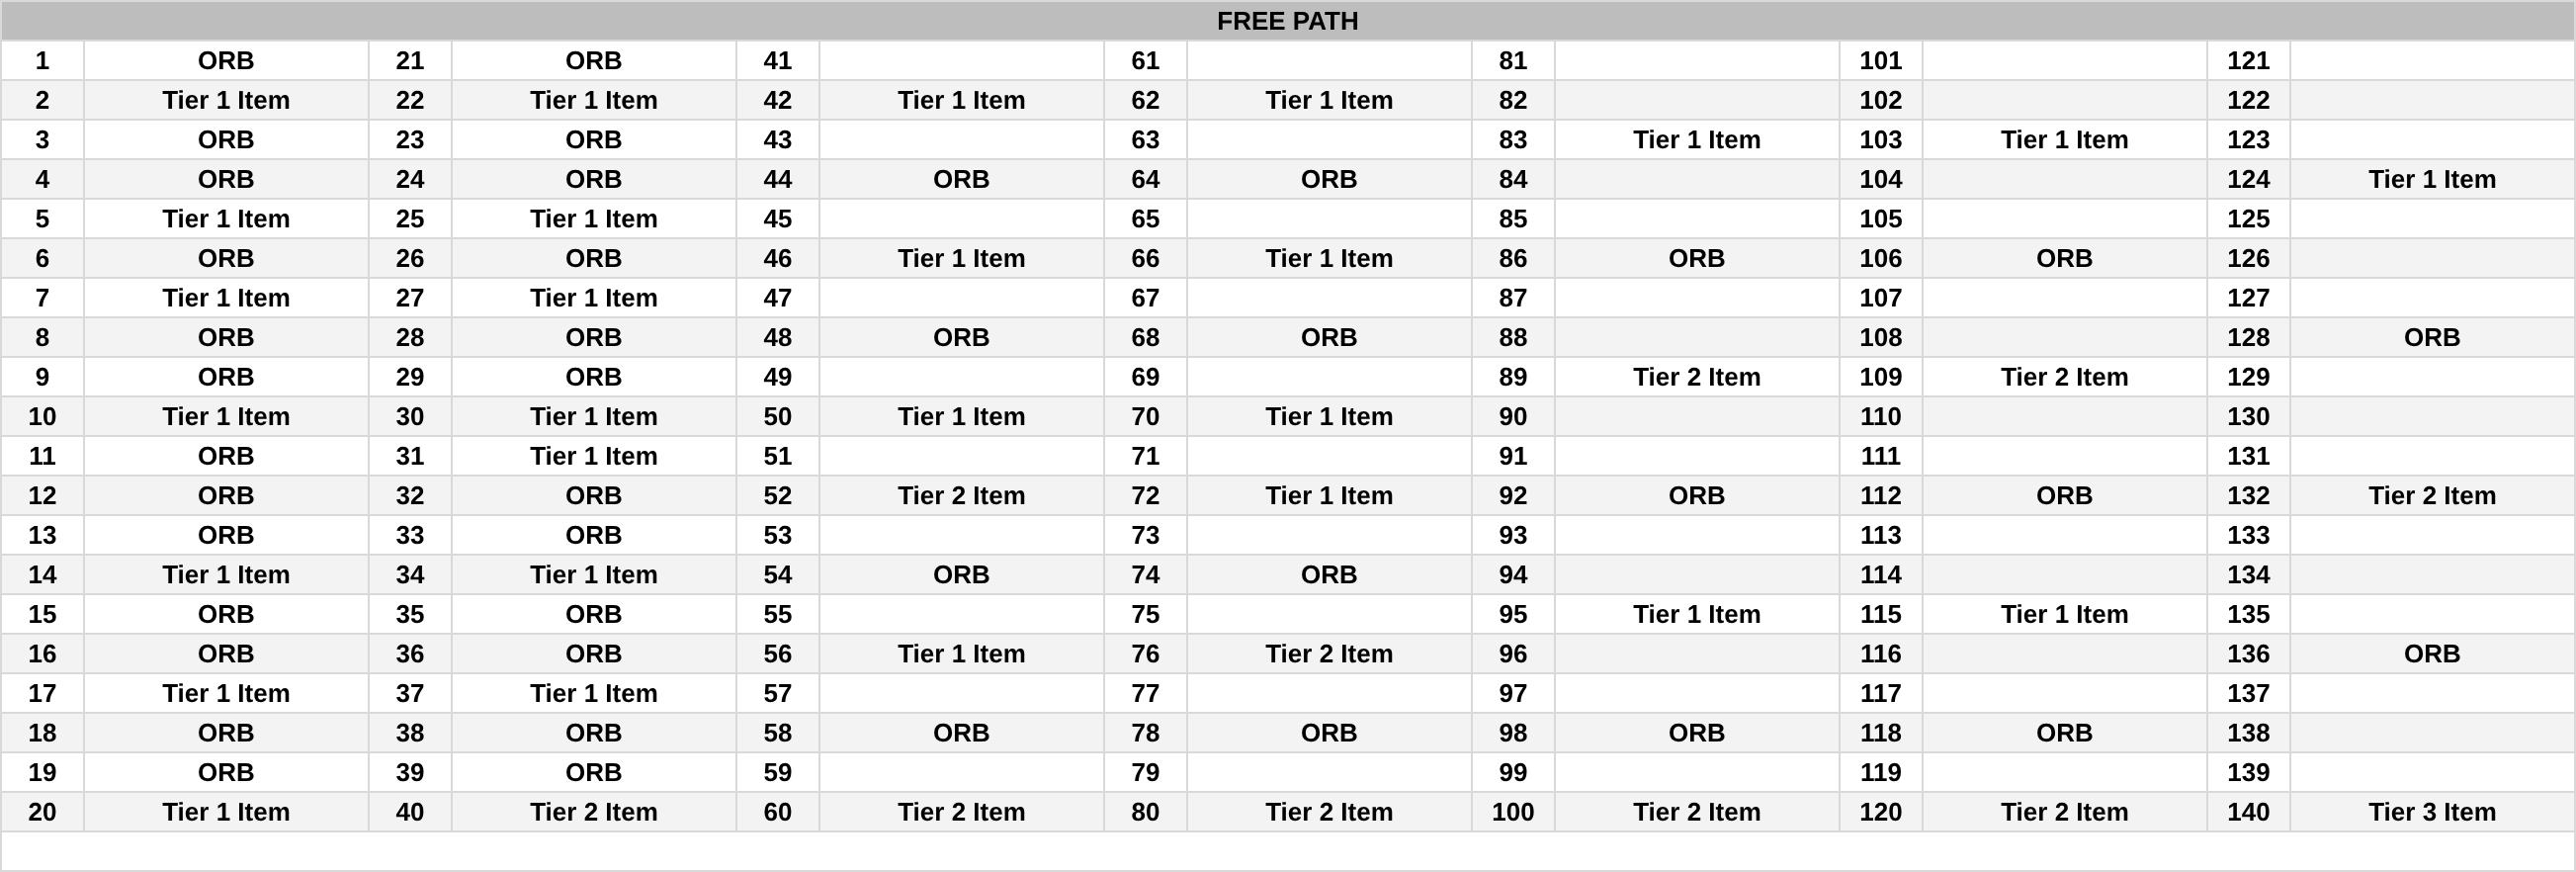 FREE PATH
1 ORB 21 ORB 41 61 81 101 121
2 Tier 1 Item 22 Tier 1 Item 42 Tier 1 Item 62 Tier 1 Item 82 102 122
3 ORB 23 ORB 43 63 83 Tier 1 Item 103 Tier 1 Item 123
4 ORB 24 ORB 44 ORB 64 ORB 84 104 124 Tier 1 Item
5 Tier 1 Item 25 Tier 1 Item 45 65 85 105 125
6 ORB 26 ORB 46 Tier 1 Item 66 Tier 1 Item 86 ORB 106 ORB 126
7 Tier 1 Item 27 Tier 1 Item 47 67 87 107 127
8 ORB 28 ORB 48 ORB 68 ORB 88 108 128 ORB
9 ORB 29 ORB 49 69 89 Tier 2 Item 109 Tier 2 Item 129
10 Tier 1 Item 30 Tier 1 Item 50 Tier 1 Item 70 Tier 1 Item 90 110 130
11 ORB 31 Tier 1 Item 51 71 91 111 131
12 ORB 32 ORB 52 Tier 2 Item 72 Tier 1 Item 92 ORB 112 ORB 132 Tier 2 Item
13 ORB 33 ORB 53 73 93 113 133
14 Tier 1 Item 34 Tier 1 Item 54 ORB 74 ORB 94 114 134
15 ORB 35 ORB 55 75 95 Tier 1 Item 115 Tier 1 Item 135
16 ORB 36 ORB 56 Tier 1 Item 76 Tier 2 Item 96 116 136 ORB
17 Tier 1 Item 37 Tier 1 Item 57 77 97 117 137
18 ORB 38 ORB 58 ORB 78 ORB 98 ORB 118 ORB 138
19 ORB 39 ORB 59 79 99 119 139
20 Tier 1 Item 40 Tier 2 Item 60 Tier 2 Item 80 Tier 2 Item 100 Tier 2 Item 120 Tier 2 Item 140 Tier 3 Item